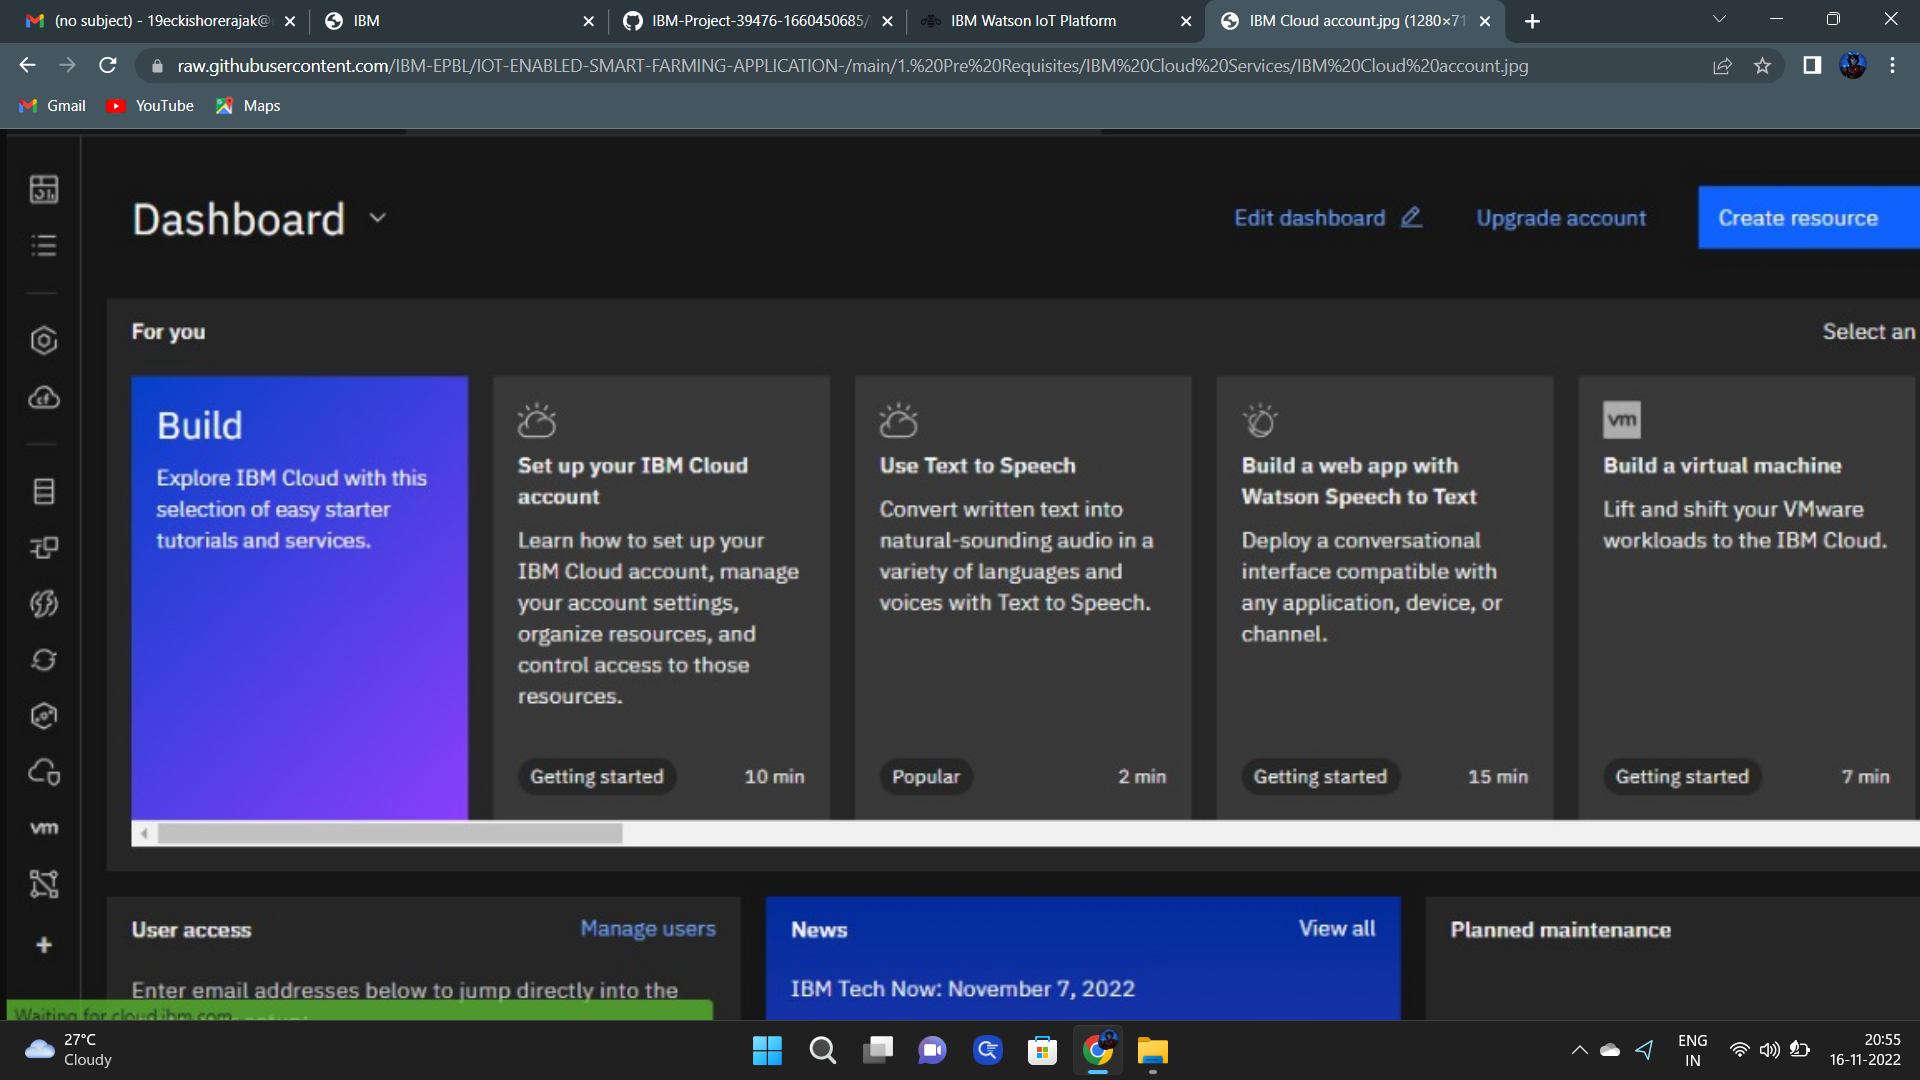 (no subject) - 19eckishorerajak@
IBM
IBM-Project-39476-1660450685/
IBM Watson IoT Platform
IBM Cloud account.jpg (1280×71
raw.githubusercontent.com/IBM-EPBL/IOT-ENABLED-SMART-FARMING-APPLICATION-/main/1.%20Pre%20Requisites/IBM%20Cloud%20Services/IBM%20Cloud%20account.jpg
Gmail
YouTube
Maps
Dashboard
Edit dashboard
Upgrade account
Create resource
For you
Select an
Build
Explore IBM Cloud with this
selection of easy starter
tutorials and services.
Set up your IBM Cloud
account
Learn how to set up your
IBM Cloud account, manage
your account settings,
organize resources, and
control access to those
resources.
Getting started
10 min
Use Text to Speech
Convert written text into
natural-sounding audio in a
variety of languages and
voices with Text to Speech.
Popular
2 min
Build a web app with
Watson Speech to Text
Deploy a conversational
interface compatible with
any application, device, or
channel.
Getting started
15 min
vm
Build a virtual machine
Lift and shift your VMware
workloads to the IBM Cloud.
Getting started
7 min
cf
vm
User access
Manage users
Enter email addresses below to jump directly into the
Waiting for cloud.ibm.com
News
View all
IBM Tech Now: November 7, 2022
Planned maintenance
27°C
Cloudy
ENG
IN
20:55
16-11-2022